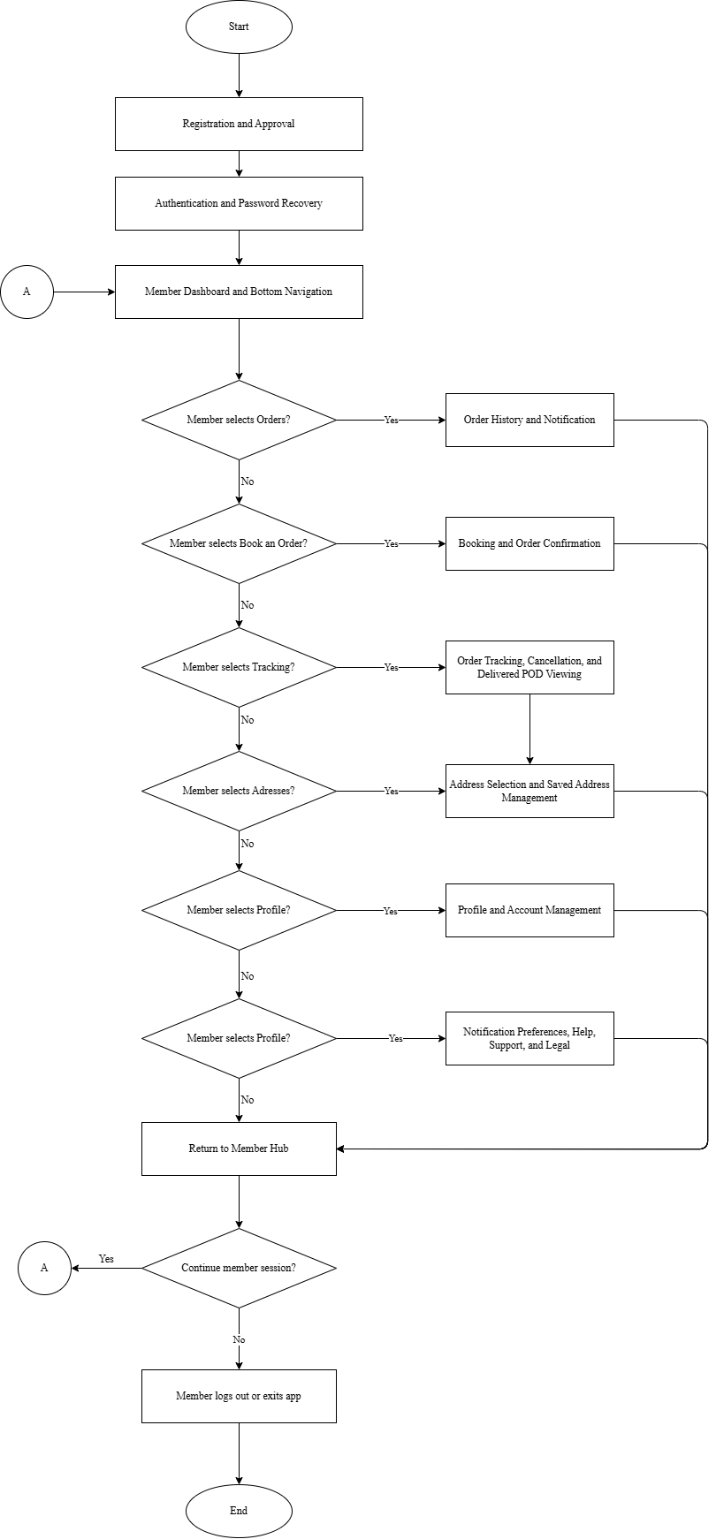 Start
Registration and Approval
Authentication and Password Recovery
A
Member Dashboard and Bottom Navigation
Member selects Orders?
Yes
Order History and Notification
No
Member selects Book an Order?
Yes
Booking and Order Confirmation
No
Member selects Tracking?
Yes
Order Tracking, Cancellation, and
Delivered POD Viewing
No
Member selects Adresses?
Yes
Address Selection and Saved Address
Management
No
Member selects Profile?
Yes
Profile and Account Management
No
Member selects Profile?
Yes
Notification Preferences, Help,
Support, and Legal
No
Return to Member Hub
A
Yes
Continue member session?
No
Member logs out or exits app
End